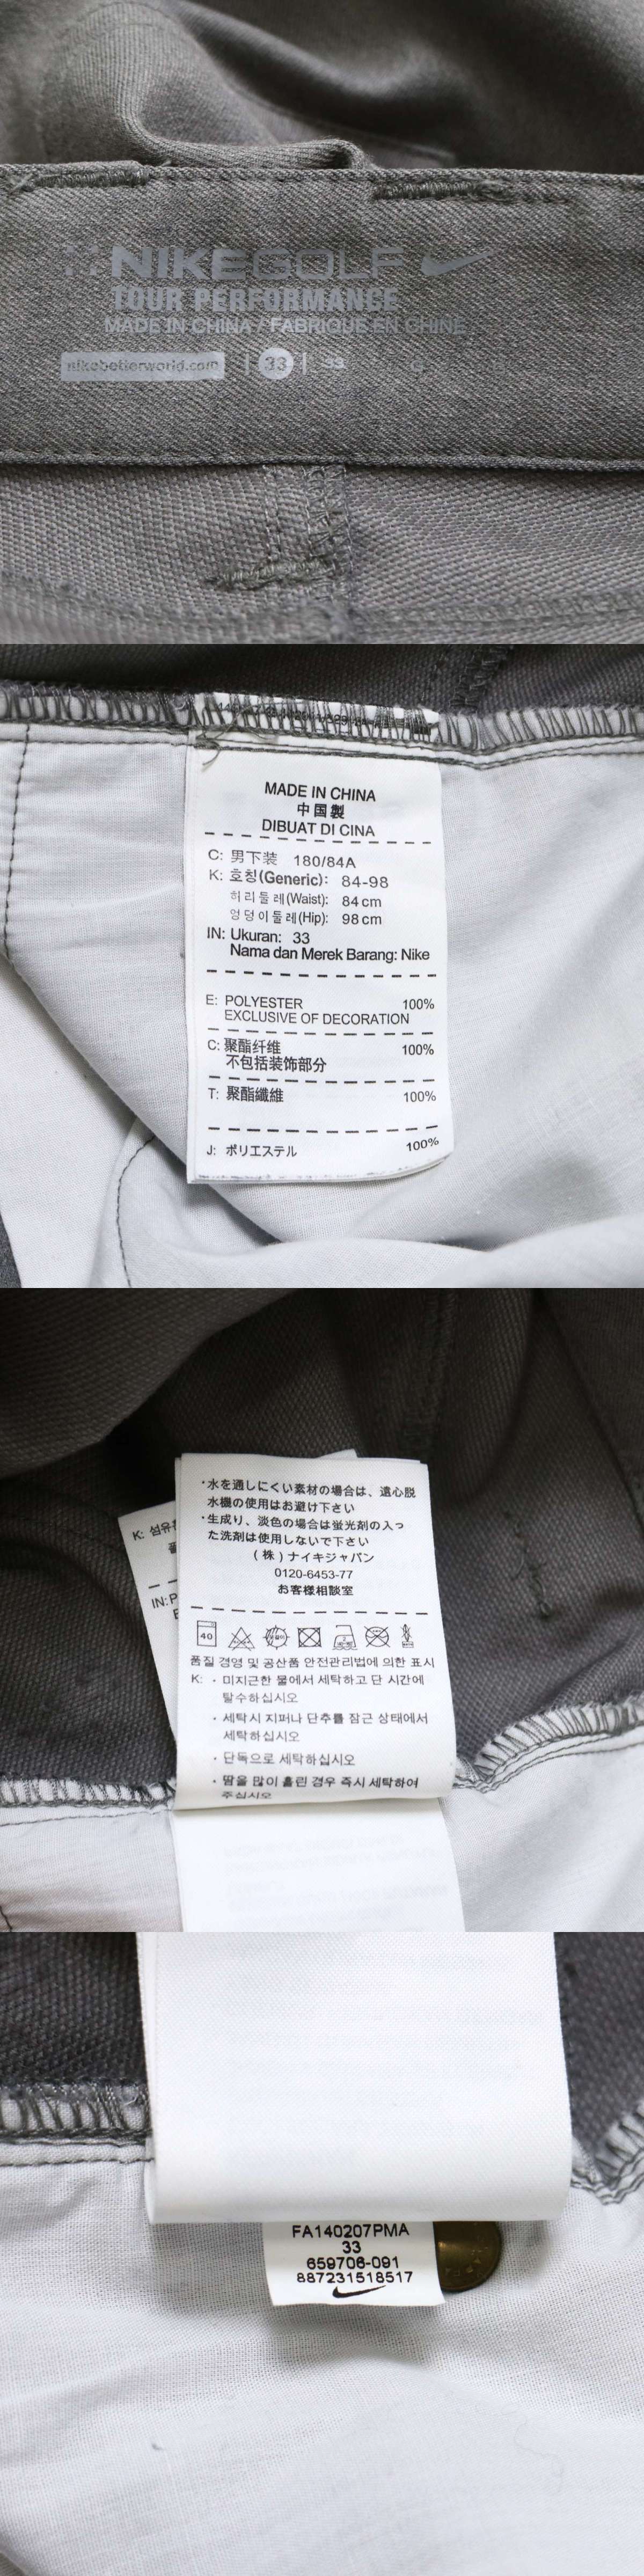 NIKEGOLF
TOUR PERFORMANCE
MADE IN CHINA / FABRIQUÉ EN CHINE
nikebetterworld.com | 33 | 33
MADE IN CHINA
中国製
DIBUAT DI CINA
C: 男下装 180/84A
K: 호칭(Generic): 84-98
허리둘레(Waist): 84cm
엉덩이둘레(Hip): 98cm
IN: Ukuran: 33
Nama dan Merek Barang: Nike
E: POLYESTER 100%
EXCLUSIVE OF DECORATION
C: 聚酯纤维 100%
不包括装饰部分
T: 聚酯纖維 100%
J: ポリエステル 100%
・水を通しにくい素材の場合は、遠心脱
水機の使用はお避け下さい
・生成り、淡色の場合は蛍光剤の入っ
た洗剤は使用しないで下さい
(株)ナイキジャパン
0120-6453-77
お客様相談室
K: 섬유
IN: P
40
품질 경영 및 공산품 안전관리법에 의한 표시
K: · 미지근한 물에서 세탁하고 단 시간에
탈수하십시오
· 세탁시 지퍼나 단추를 잠근 상태에서
세탁하십시오
· 단독으로 세탁하십시오
· 땀을 많이 흘린 경우 즉시 세탁하여
주십시오
FA140207PMA
33
659706-091
887231518517